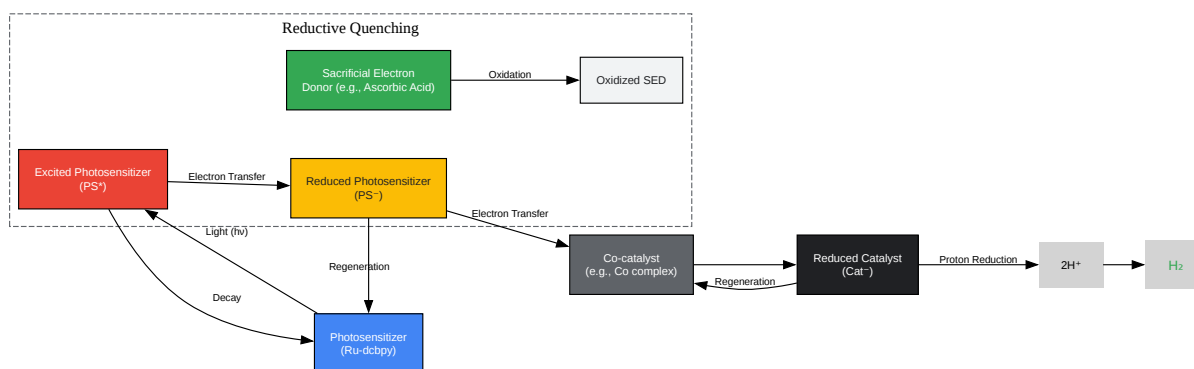 Reductive Quenching
Sacrificial Electron
Donor (e.g., Ascorbic Acid)
Oxidation
Oxidized SED
Excited Photosensitizer
(PS*)
Electron Transfer
Reduced Photosensitizer
(PS⁻)
Electron Transfer
Light (hν)
Regeneration
Decay
Photosensitizer
(Ru-dcbpy)
Co-catalyst
(e.g., Co complex)
Regeneration
Reduced Catalyst
(Cat⁻)
Proton Reduction
2H⁺
H₂